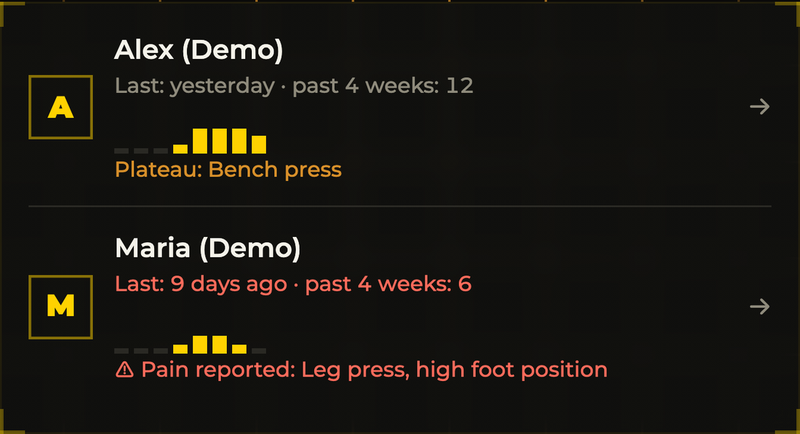 Alex (Demo)
Last: yesterday · past 4 weeks: 12
A
Plateau: Bench press
Maria (Demo)
Last: 9 days ago · past 4 weeks: 6
M
Pain reported: Leg press, high foot position